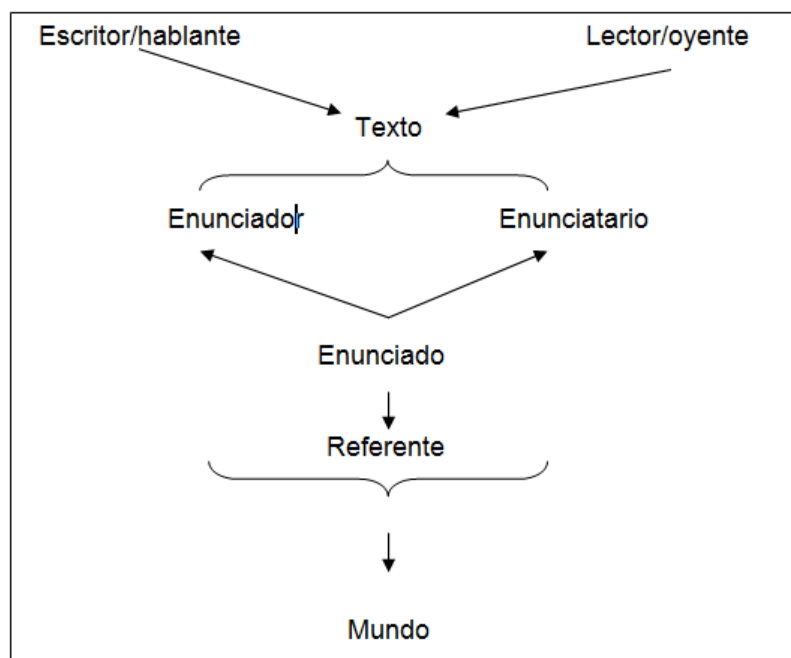 Escritor/hablante
Lector/oyente
Texto
Enunciador
Enunciatario
Enunciado
Referente
Mundo